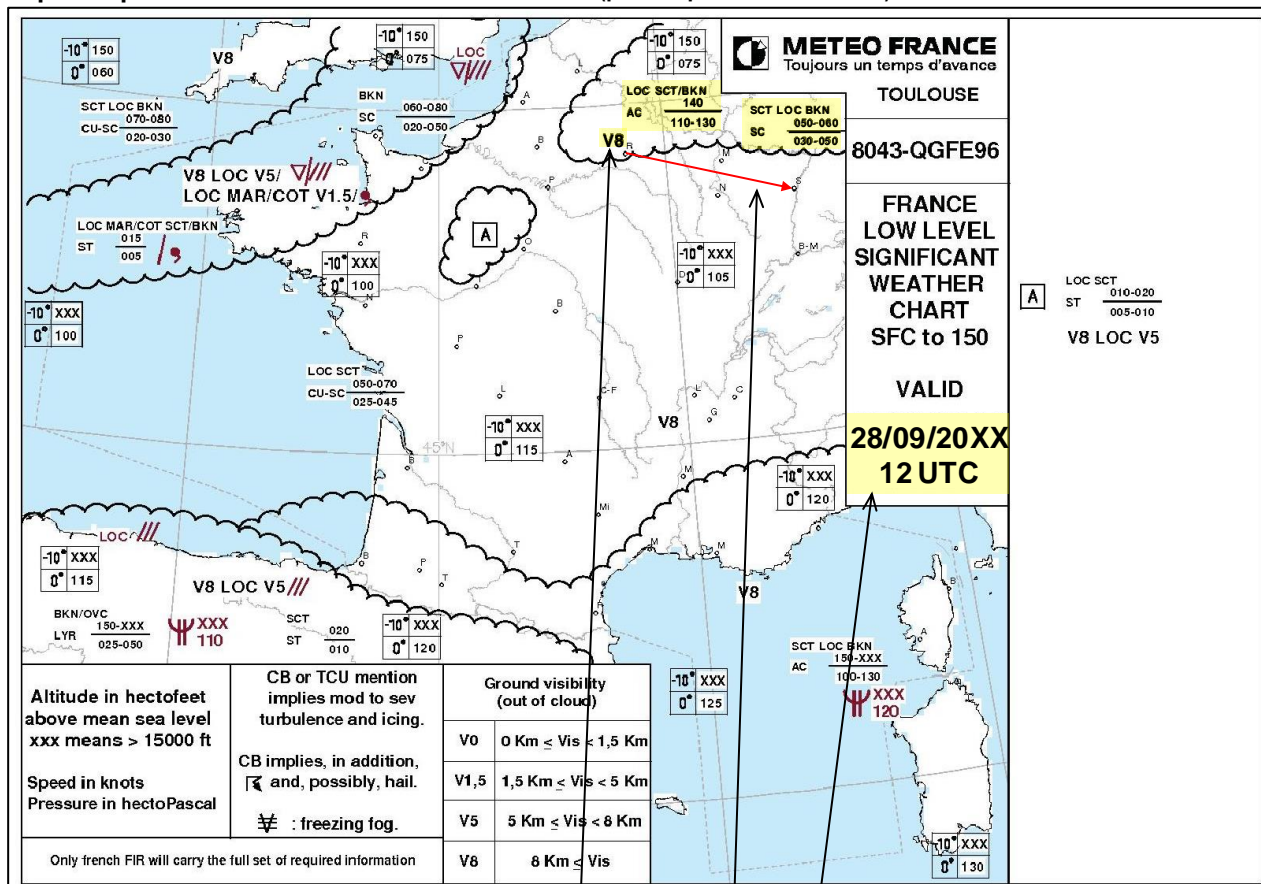 -10° 150
0° 060
V8
-10° 150
0° 075
LOC
-10° 150
0° 075
METEO FRANCE
Toujours un temps d'avance
TOULOUSE
8043-QGFE96
FRANCE
LOW LEVEL
SIGNIFICANT
WEATHER
CHART
SFC to 150
VALID
28/09/20XX
12 UTC
SCT LOC BKN
CU-SC 070-080
020-030
BKN
SC 060-080
020-050
LOC SCT/BKN
AC 140
110-130
SCT LOC BKN
SC 050-060
030-050
V8
V8 LOC V5/
LOC MAR/COT V1.5/
LOC MAR/COT SCT/BKN
ST 015
005
A
-10° XXX
0° 100
-10° XXX
0° 105
-10° XXX
0° 100
A
LOC SCT
ST 010-020
005-010
V8 LOC V5
LOC SCT
CU-SC 050-070
025-045
V8
45°N
-10° XXX
0° 115
-10° XXX
0° 120
LOC
-10° XXX
0° 115
V8 LOC V5
V8
BKN/OVC
LYR 150-XXX
025-050
XXX
110
SCT
ST 020
010
-10° XXX
0° 120
SCT LOC BKN
AC 150-XXX
100-130
XXX
120
-10° XXX
0° 125
-10° XXX
0° 130
A
B
C
C
R
N
P
M
N
S
B-M
D
O
T
B
P
L
C-F
L
C
G
B
A
M
Mi
T
M
M
N
B
P
T
P
B
A
Altitude in hectofeet
above mean sea level
xxx means > 15000 ft
Speed in knots
Pressure in hectoPascal
CB or TCU mention
implies mod to sev
turbulence and icing.
CB implies, in addition,
and, possibly, hail.
: freezing fog.
Only french FIR will carry the full set of required information
Ground visibility
(out of cloud)
V0 0 Km ≤ Vis < 1,5 Km
V1,5 1,5 Km ≤ Vis < 5 Km
V5 5 Km ≤ Vis < 8 Km
V8 8 Km ≤ Vis